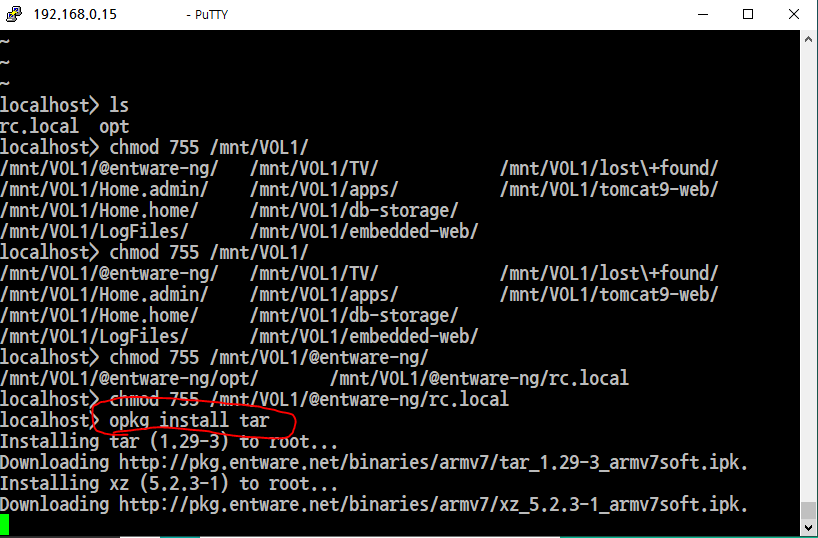 192.168.0.15 - PuTTY
~
~
~
localhost> ls
rc.local  opt
localhost> chmod 755 /mnt/VOL1/
/mnt/VOL1/@entware-ng/   /mnt/VOL1/TV/            /mnt/VOL1/lost\+found/
/mnt/VOL1/Home.admin/    /mnt/VOL1/apps/          /mnt/VOL1/tomcat9-web/
/mnt/VOL1/Home.home/     /mnt/VOL1/db-storage/
/mnt/VOL1/LogFiles/      /mnt/VOL1/embedded-web/
localhost> chmod 755 /mnt/VOL1/
/mnt/VOL1/@entware-ng/   /mnt/VOL1/TV/            /mnt/VOL1/lost\+found/
/mnt/VOL1/Home.admin/    /mnt/VOL1/apps/          /mnt/VOL1/tomcat9-web/
/mnt/VOL1/Home.home/     /mnt/VOL1/db-storage/
/mnt/VOL1/LogFiles/      /mnt/VOL1/embedded-web/
localhost> chmod 755 /mnt/VOL1/@entware-ng/
/mnt/VOL1/@entware-ng/opt/       /mnt/VOL1/@entware-ng/rc.local
localhost> chmod 755 /mnt/VOL1/@entware-ng/rc.local
localhost> opkg install tar
Installing tar (1.29-3) to root...
Downloading http://pkg.entware.net/binaries/armv7/tar_1.29-3_armv7soft.ipk.
Installing xz (5.2.3-1) to root...
Downloading http://pkg.entware.net/binaries/armv7/xz_5.2.3-1_armv7soft.ipk.